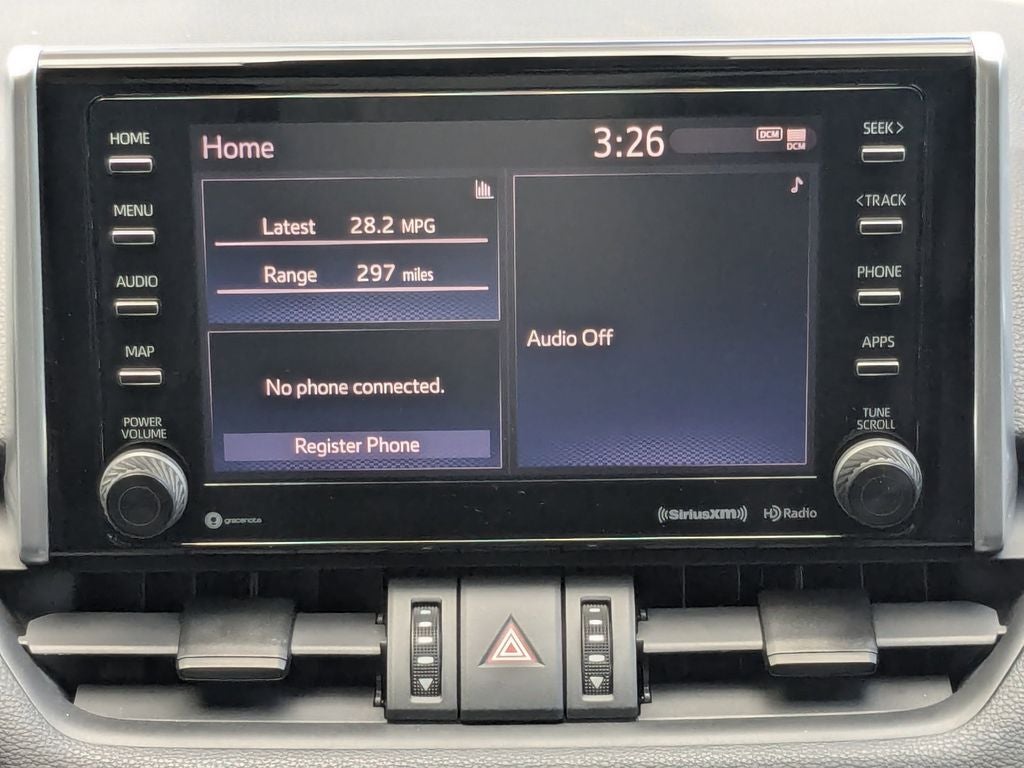 HOME
MENU
AUDIO
MAP
POWER
VOLUME
Home
3:26
DCM
DCM
Latest 28.2 MPG
Range 297 miles
No phone connected.
Register Phone
Audio Off
SEEK >
< TRACK
PHONE
APPS
TUNE
SCROLL
gracenote
((SiriusXM))
HD Radio